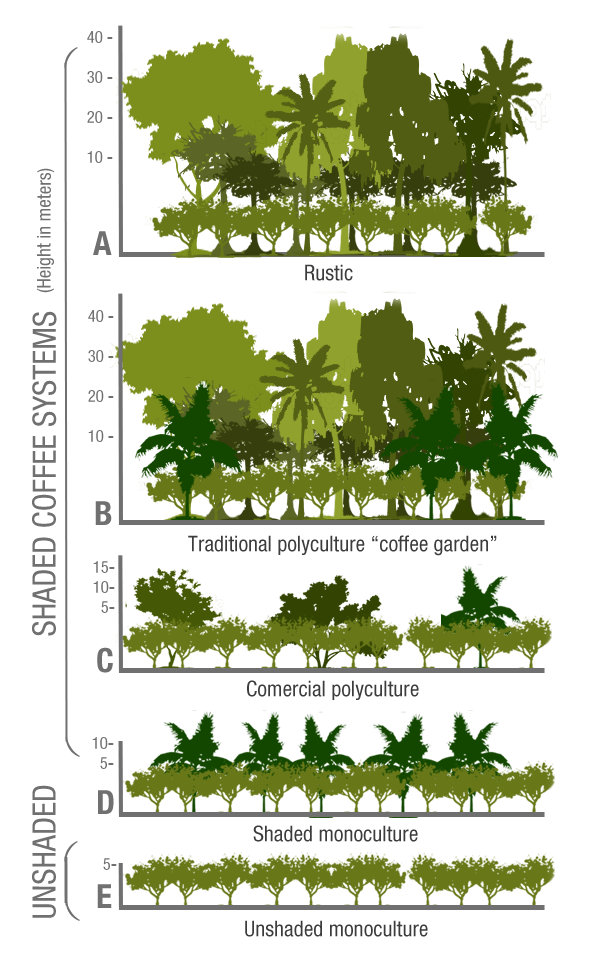 SHADED COFFEE SYSTEMS (Height in meters)
40 -
30 -
20 -
10 -
A
Rustic
40 -
30 -
20 -
10 -
B
Traditional polyculture “coffee garden”
15-
10-
5-
C
Comercial polyculture
10-
5-
D
Shaded monoculture
UNSHADED
5-
E
Unshaded monoculture